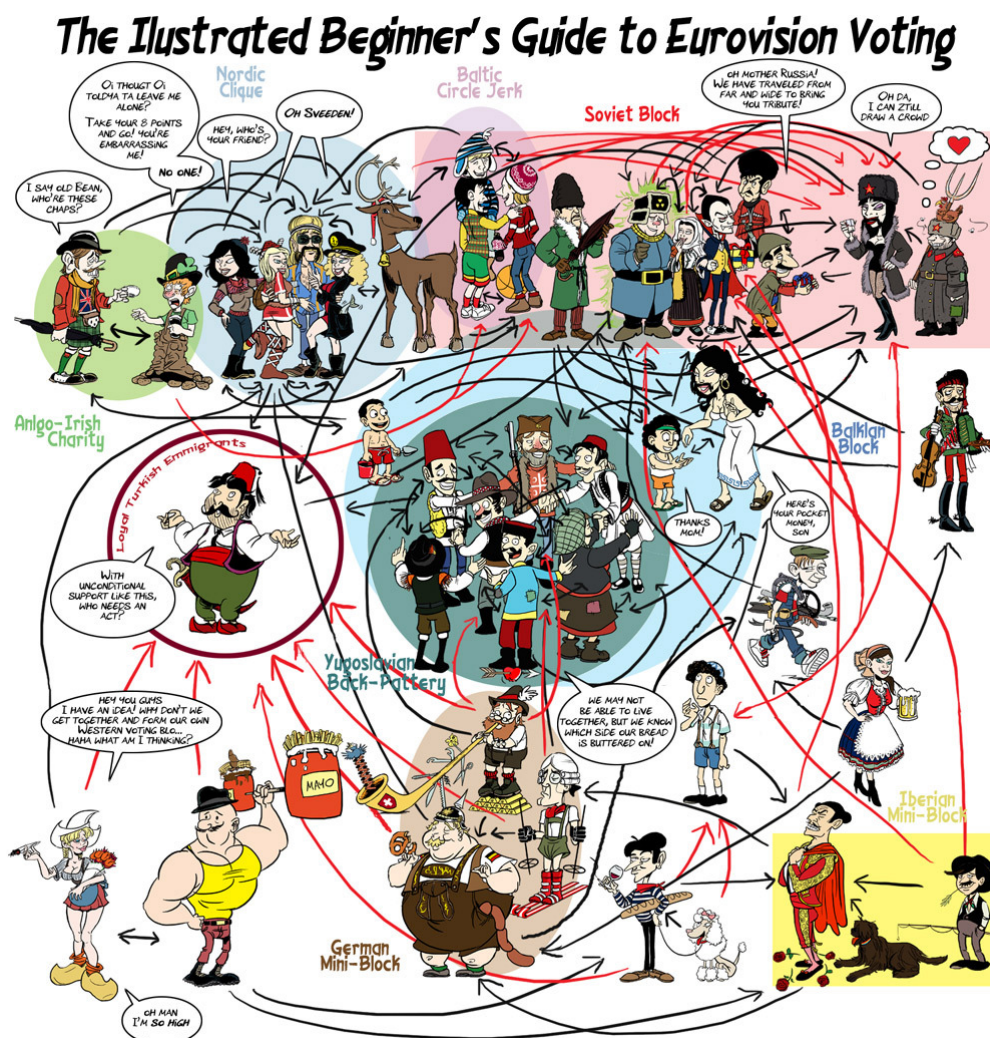 The Ilustrated Beginner's Guide to Eurovision Voting
Nordic
Clique
Baltic
Circle Jerk
Soviet Block
Oi thougt Oi
toldya ta leave me
alone?
Take your 8 points
and go! You're
embarrassing
me!
No one!
Hey, who's
your friend?
Oh Sveeden!
Oh Mother Russia!
We have traveled from
far and wide to bring
you tribute!
Oh da,
I can ztill
draw a crowd
I say old bean,
who're these
chaps?
Anlgo-Irish
Charity
Balklan
Block
Loyal Turkish Emmigrants
With
unconditional
support like this,
who needs an
act?
Thanks
mom!
Here's
your pocket
money,
son
Yugoslavian
Back-Pattery
We may not
be able to live
together, but we know
which side our bread
is buttered on!
Hey you guys
I have an idea! Why don't we
get together and form our own
Western voting blo...
Haha what am I thinking?
MAYO
Iberian
Mini-Block
German
Mini-Block
Oh man
I'm so high